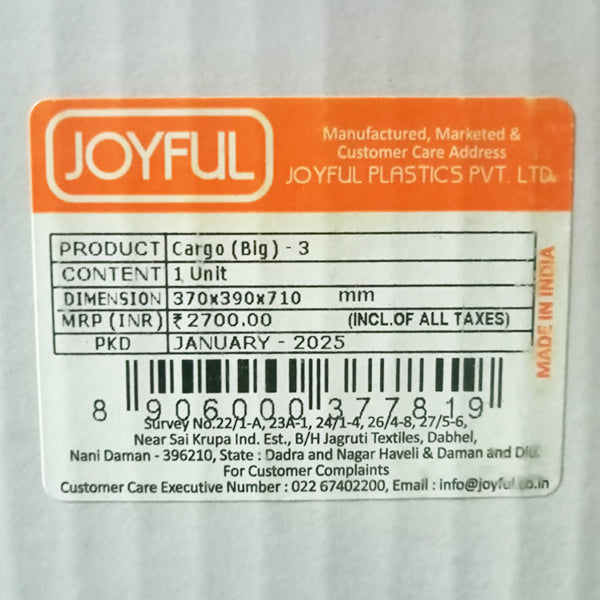 JOYFUL
Manufactured, Marketed &
Customer Care Address
JOYFUL PLASTICS PVT. LTD.
PRODUCT Cargo (Big) - 3
CONTENT 1 Unit
DIMENSION 370x390x710 mm
MRP (INR) ₹ 2700.00 (INCL.OF ALL TAXES)
PKD JANUARY - 2025
MADE IN INDIA
8 906000 377819
Survey No.22/1-A, 23A-1, 24/1-4, 26/4-8, 27/5-6,
Near Sai Krupa Ind. Est., B/H Jagruti Textiles, Dabhel,
Nani Daman - 396210, State : Dadra and Nagar Haveli & Daman and Diu.
For Customer Complaints
Customer Care Executive Number : 022 67402200, Email : info@joyful.co.in